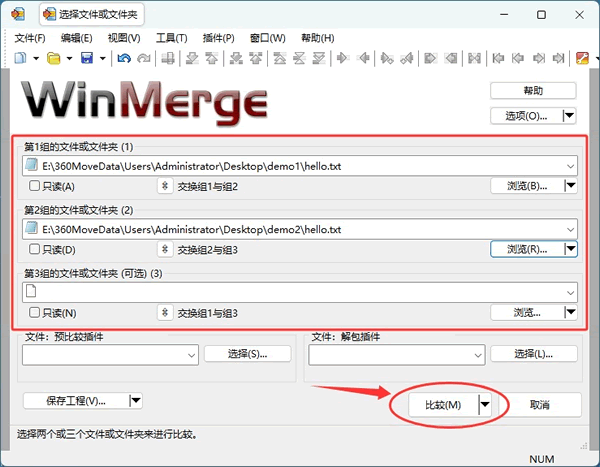 选择文件或文件夹
文件(F) 编辑(E) 视图(V) 工具(T) 插件(P) 窗口(W) 帮助(H)
WinMerge
帮助
选项(O)...
第1组的文件或文件夹 (1)
E:\360MoveData\Users\Administrator\Desktop\demo1\hello.txt
只读(A) 交换组1与组2 浏览(B)...
第2组的文件或文件夹 (2)
E:\360MoveData\Users\Administrator\Desktop\demo2\hello.txt
只读(D) 交换组2与组3 浏览(R)...
第3组的文件或文件夹 (可选) (3)
只读(N) 交换组1与组3 浏览...
文件：预比较插件 文件：解包插件
选择(S)... 选择(L)...
保存工程(V)... 比较(M) 取消
选择两个或三个文件或文件夹来进行比较。
NUM